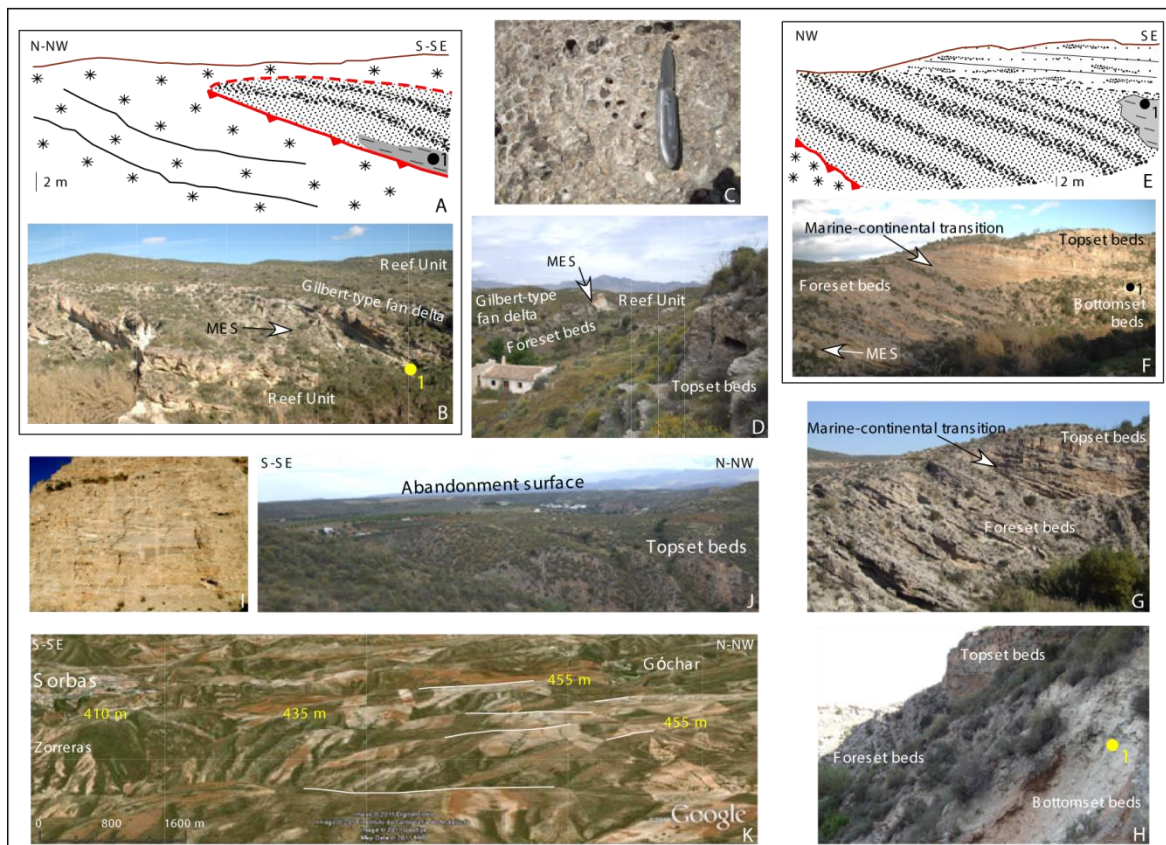 N-NW
S-SE
2 m
1
A
Reef Unit
Gilbert-type fan delta
MES
Reef Unit
1
B
C
MES
Gilbert-type
fan delta
Reef Unit
Foreset beds
Topset beds
D
NW
SE
1
2 m
E
Marine-continental transition
Topset beds
Foreset beds
1
Bottomset
beds
MES
F
Marine-continental transition
Topset beds
Foreset beds
G
Topset beds
Foreset beds
1
Bottomset beds
H
I
S-SE
N-NW
Abandonment surface
Topset beds
J
S-SE
N-NW
Sorbas
Góchar
455 m
410 m
435 m
455 m
Zorreras
0
800
1600 m
Google
K